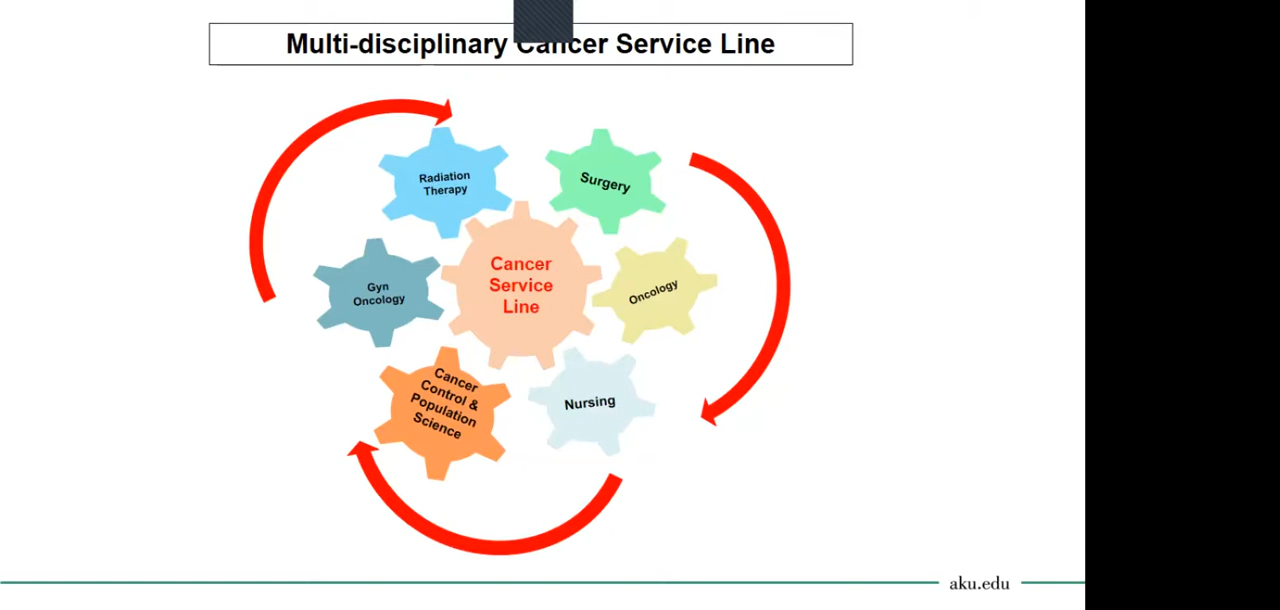 Multi-disciplinary Cancer Service Line
Radiation
Therapy
Surgery
Cancer
Service
Line
Gyn
Oncology
Oncology
Cancer
Control &
Population
Science
Nursing
aku.edu